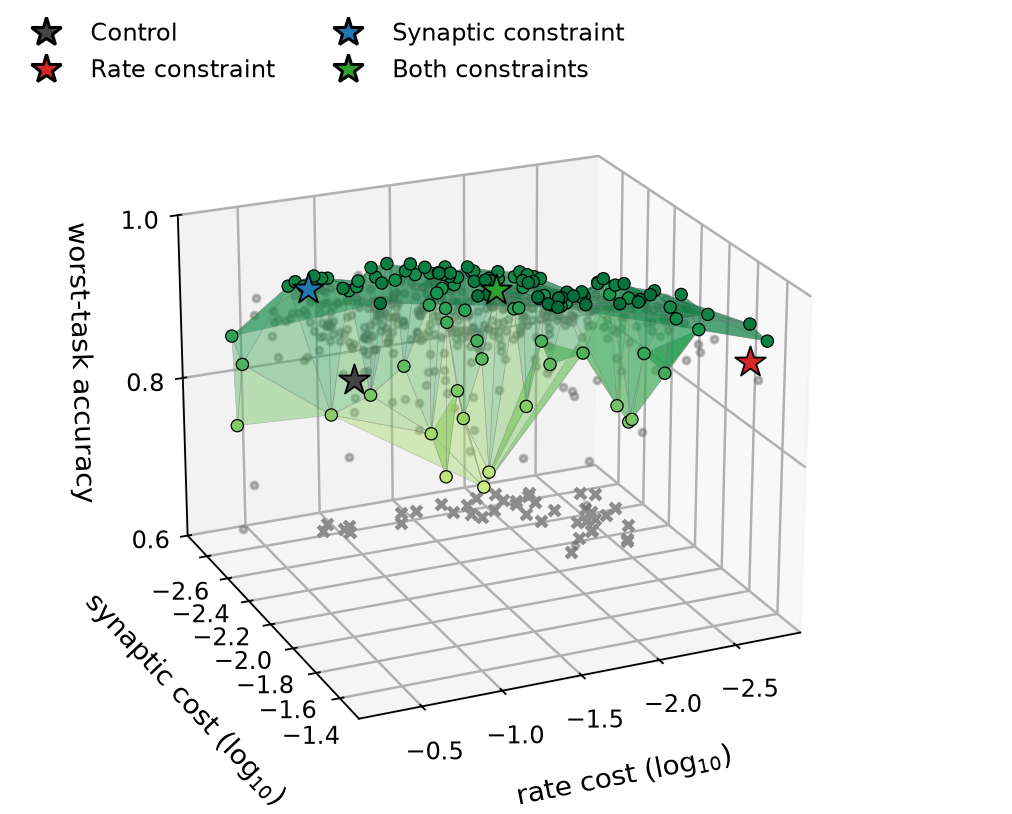 Control
Rate constraint
Synaptic constraint
Both constraints
1.0
0.8
0.6
worst-task accuracy
−2.6
−2.4
−2.2
−2.0
−1.8
−1.6
−1.4
synaptic cost (log₁₀)
−0.5
−1.0
−1.5
−2.0
−2.5
rate cost (log₁₀)